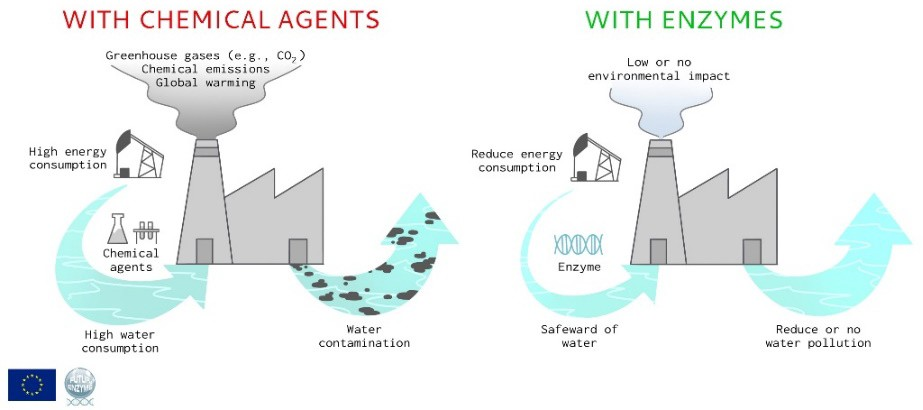 WITH CHEMICAL AGENTS
Greenhouse gases (e.g., CO₂)
Chemical emissions
Global warming
High energy
consumption
Chemical
agents
High water
consumption
Water
contamination
WITH ENZYMES
Low or no
environmental impact
Reduce energy
consumption
Enzyme
Safeward of
water
Reduce or no
water pollution